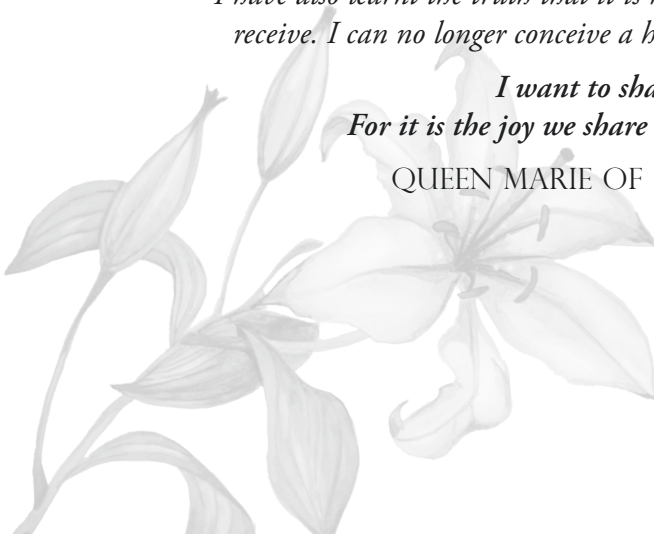 I have also learnt the truth that it is
receive. I can no longer conceive a h
I want to sha
For it is the joy we share
QUEEN MARIE OF